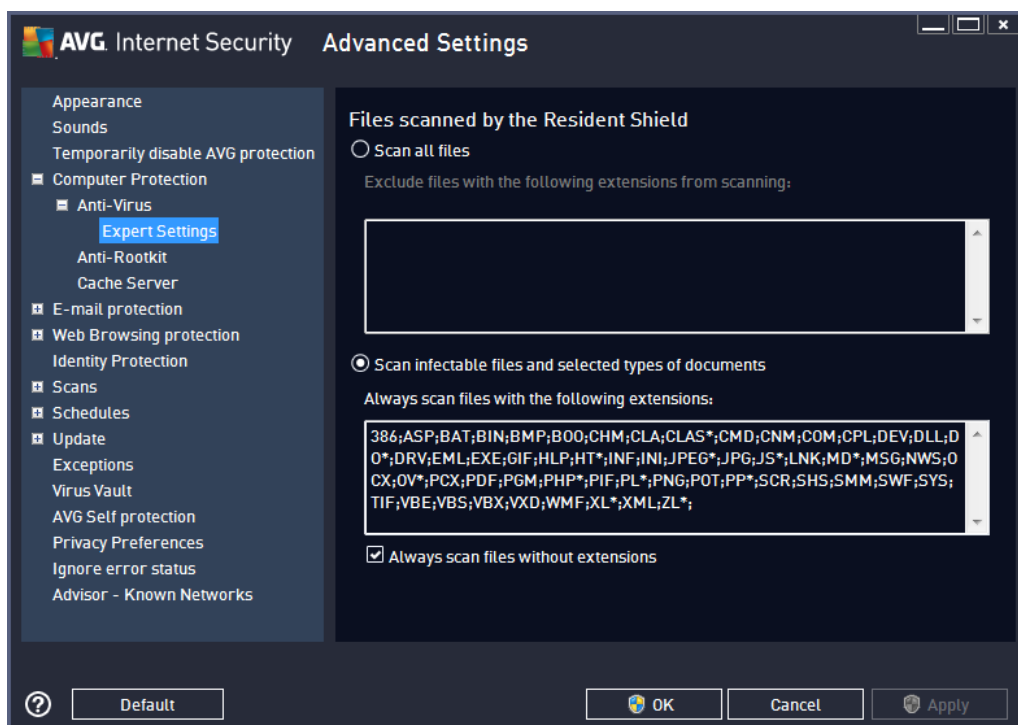 AVG. Internet Security Advanced Settings
Appearance
Sounds
Temporarily disable AVG protection
Computer Protection
Anti-Virus
Expert Settings
Anti-Rootkit
Cache Server
E-mail protection
Web Browsing protection
Identity Protection
Scans
Schedules
Update
Exceptions
Virus Vault
AVG Self protection
Privacy Preferences
Ignore error status
Advisor - Known Networks
Files scanned by the Resident Shield
Scan all files
Exclude files with the following extensions from scanning:
Scan infectable files and selected types of documents
Always scan files with the following extensions:
386;ASP;BAT;BIN;BMP;BOO;CHM;CLA;CLAS*;CMD;CNM;COM;CPL;DEV;DLL;D
O*;DRV;EML;EXE;GIF;HLP;HT*;INF;INI;JPEG*;JPG;JS*;LNK;MD*;MSG;NWS;O
CX;OV*;PCX;PDF;PGM;PHP*;PIF;PL*;PNG;POT;PP*;SCR;SHS;SMM;SWF;SYS;
TIF;VBE;VBS;VBX;VXD;WMF;XL*;XML;ZL*;
Always scan files without extensions
Default
OK
Cancel
Apply